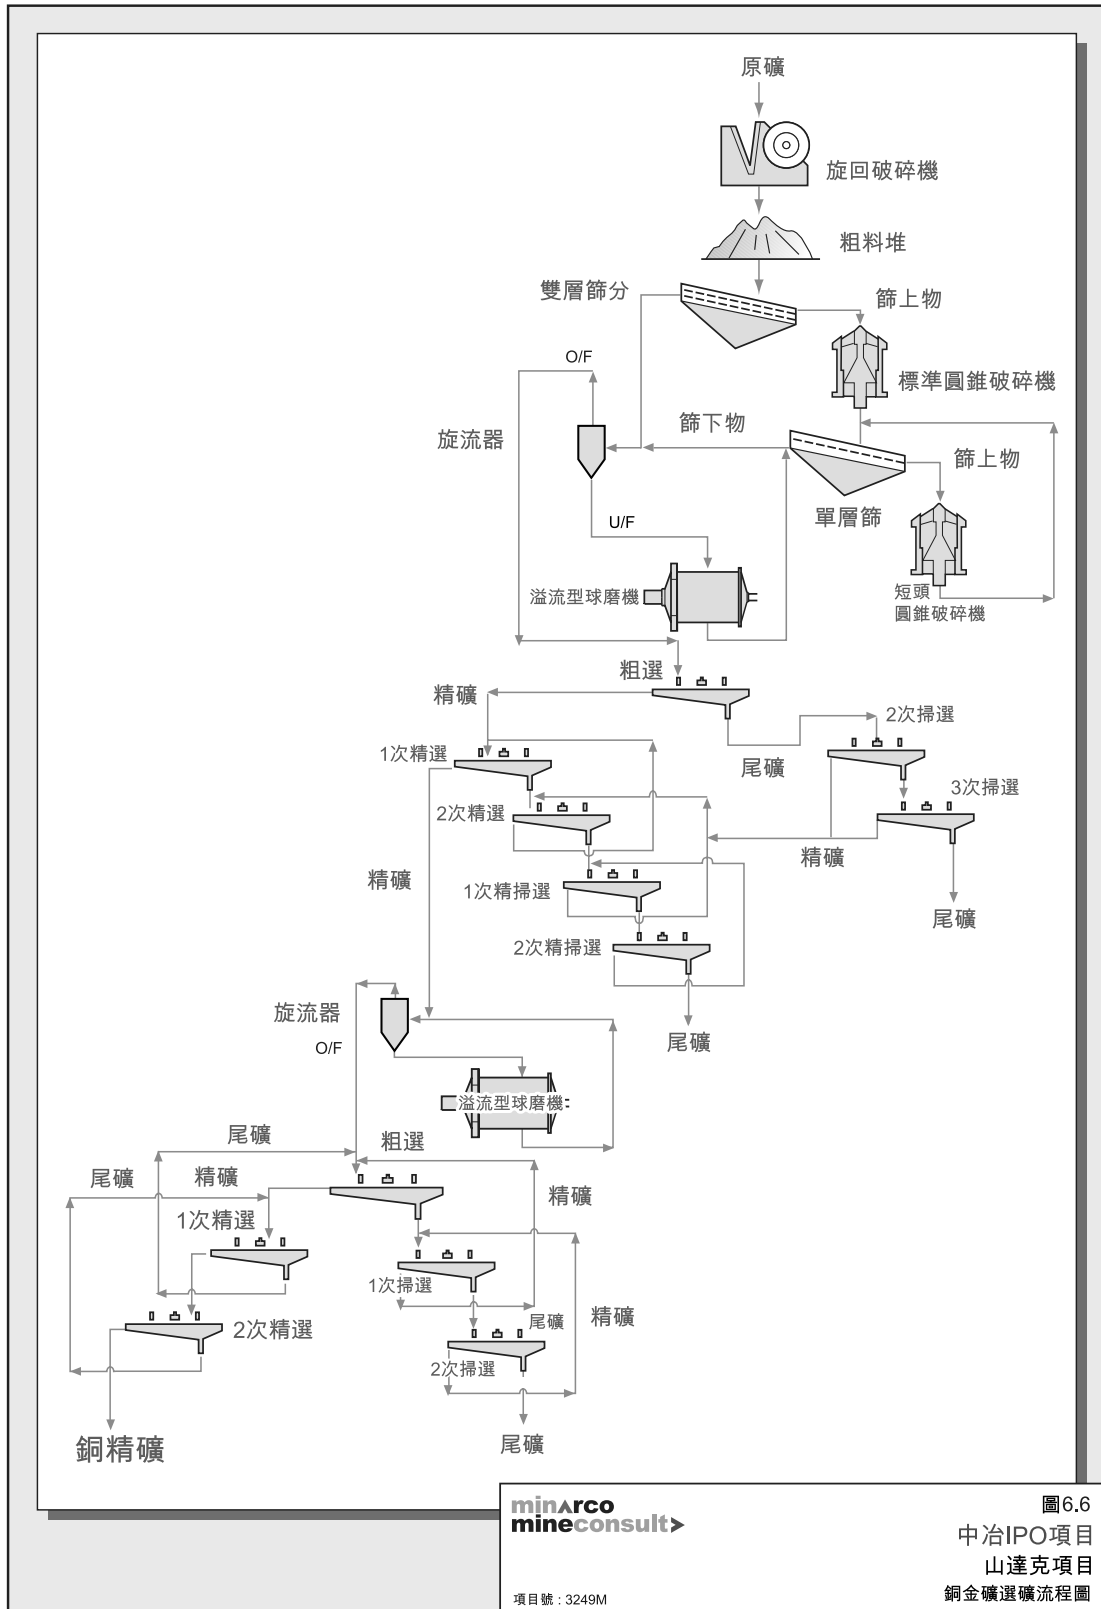 原礦
旋回破碎機
粗料堆
雙層篩分
篩上物
O/F
標準圓錐破碎機
旋流器
篩下物
篩上物
單層篩
U/F
溢流型球磨機
短頭
圓錐破碎機
粗選
精礦
2次掃選
1次精選
尾礦
3次掃選
2次精選
精礦
精礦
1次精掃選
尾礦
2次精掃選
旋流器
尾礦
O/F
溢流型球磨機
尾礦
粗選
尾礦
精礦
精礦
1次精選
1次掃選
尾礦
精礦
2次精選
2次掃選
銅精礦
尾礦
minarco
mineconsult
圖6.6
中冶IPO項目
山達克項目
銅金礦選礦流程圖
項目號 : 3249M